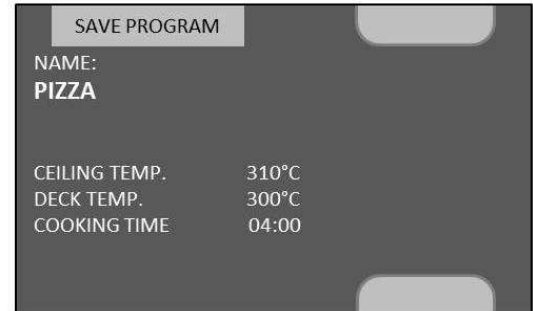 SAVE PROGRAM
NAME:
PIZZA
CEILING TEMP. 310°C
DECK TEMP. 300°C
COOKING TIME 04:00